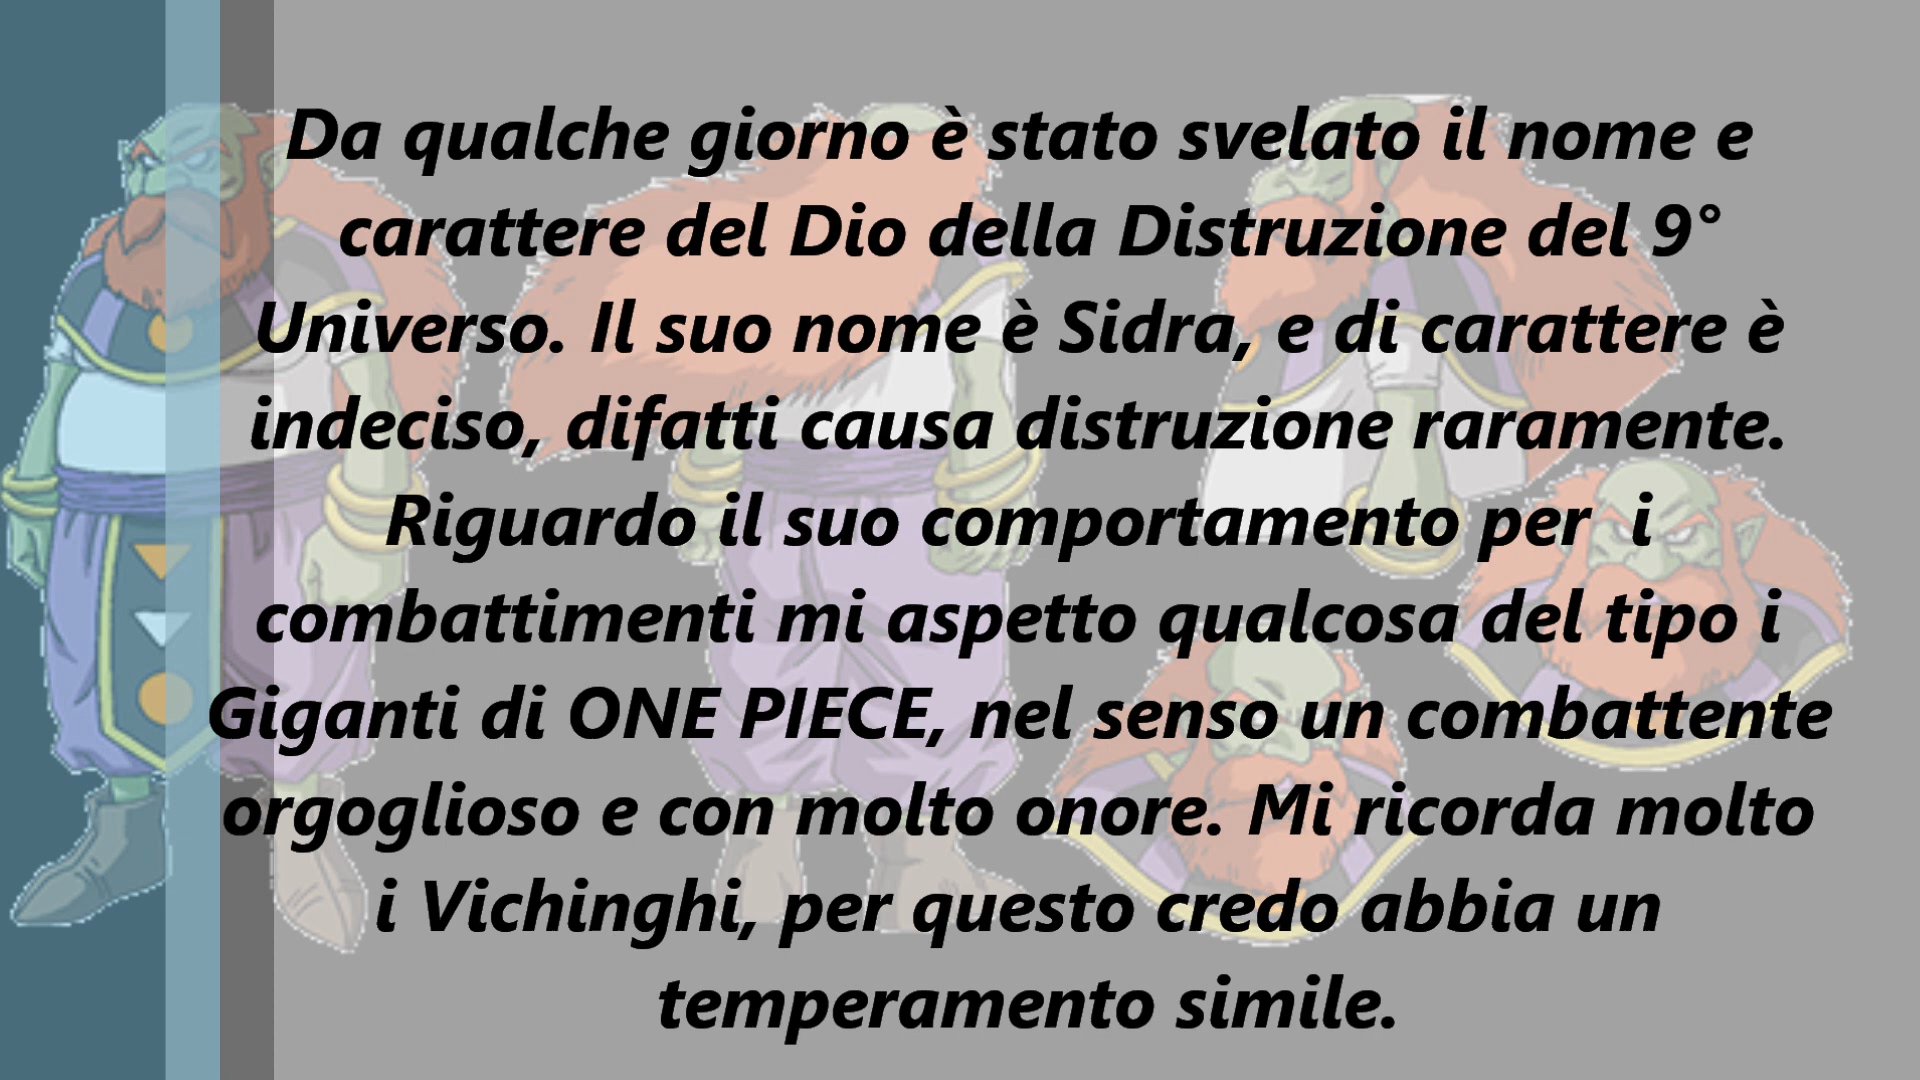 Da qualche giorno è stato svelato il nome e
carattere del Dio della Distruzione del 9°
Universo. Il suo nome è Sidra, e di carattere è
indeciso, difatti causa distruzione raramente.
Riguardo il suo comportamento per  i
combattimenti mi aspetto qualcosa del tipo i
Giganti di ONE PIECE, nel senso un combattente
orgoglioso e con molto onore. Mi ricorda molto
i Vichinghi, per questo credo abbia un
temperamento simile.